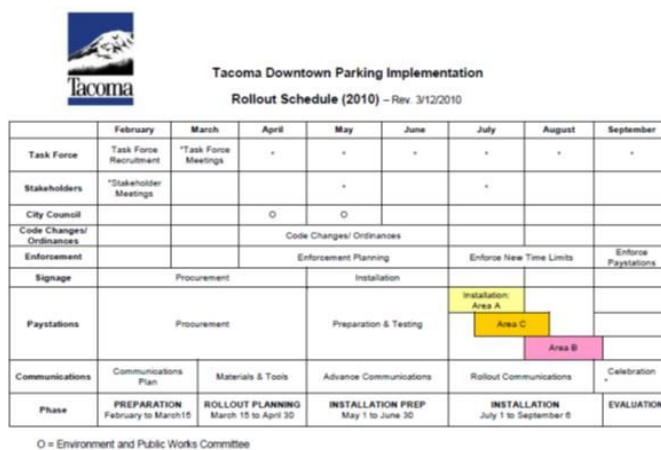 Tacoma
Tacoma Downtown Parking Implementation
Rollout Schedule (2010) – Rev. 3/12/2010
February March April May June July August September
Task Force Task Force Recruitment *Task Force Meetings * * * * * *
Stakeholders *Stakeholder Meetings * *
City Council O O
Code Changes/ Ordinances Code Changes/ Ordinances
Enforcement Enforcement Planning Enforce New Time Limits Enforce Paystations
Signage Procurement Installation
Paystations Procurement Preparation & Testing Installation: Area A
Area C
Area B
Communications Communications Plan Materials & Tools Advance Communications Rollout Communications Celebration *
Phase PREPARATION February to March15 ROLLOUT PLANNING March 15 to April 30 INSTALLATION PREP May 1 to June 30 INSTALLATION July 1 to September 6 EVALUATION
O = Environment and Public Works Committee